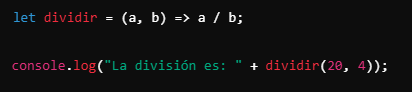 let dividir = (a, b) => a / b;
console.log("La división es: " + dividir(20, 4));